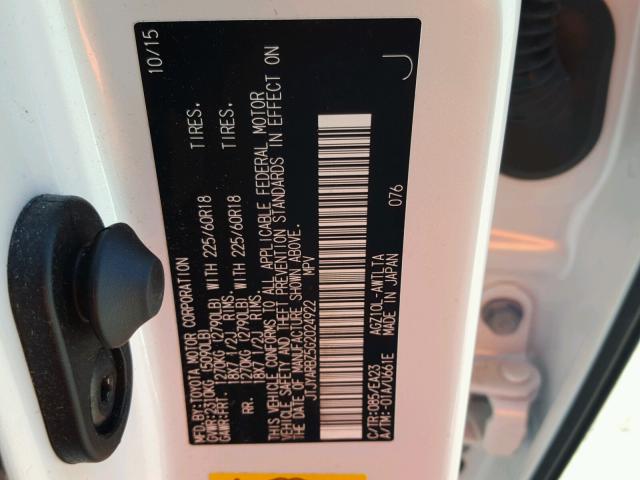 MFD.BY:TOYOTA MOTOR CORPORATION 10/15
GVWR:2310KG (5090LB)
GAWR:FRT. 1270KG (2790LB) WITH 225/60R18 TIRES.
18X7 1/2J RIMS.
RR. 1270KG (2790LB) WITH 225/60R18 TIRES.
18X7 1/2J RIMS.
THIS VEHICLE CONFORMS TO ALL APPLICABLE FEDERAL MOTOR
VEHICLE SAFETY AND THEFT PREVENTION STANDARDS IN EFFECT ON
THE DATE OF MANUFACTURE SHOWN ABOVE.
JTJYARBZ5G2024922 MPV
C/TR:085/EA23 AGZ10L-AWTLTA 076 J
A/TM:-01A/U661E MADE IN JAPAN